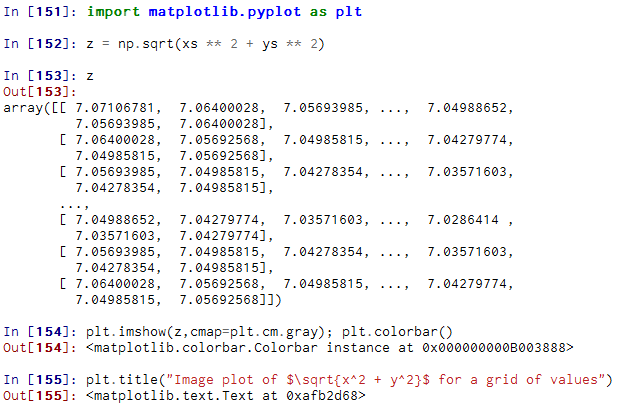 In [151]: import matplotlib.pyplot as plt
In [152]: z = np.sqrt(xs ** 2 + ys ** 2)
In [153]: z
Out[153]:
array([[ 7.07106781,  7.06400028,  7.05693985, ...,  7.04988652,
         7.05693985,  7.06400028],
       [ 7.06400028,  7.05692568,  7.04985815, ...,  7.04279774,
         7.04985815,  7.05692568],
       [ 7.05693985,  7.04985815,  7.04278354, ...,  7.03571603,
         7.04278354,  7.04985815],
       ...,
       [ 7.04988652,  7.04279774,  7.03571603, ...,  7.0286414 ,
         7.03571603,  7.04279774],
       [ 7.05693985,  7.04985815,  7.04278354, ...,  7.03571603,
         7.04278354,  7.04985815],
       [ 7.06400028,  7.05692568,  7.04985815, ...,  7.04279774,
         7.04985815,  7.05692568]])
In [154]: plt.imshow(z,cmap=plt.cm.gray); plt.colorbar()
Out[154]: <matplotlib.colorbar.Colorbar instance at 0x000000000B003888>
In [155]: plt.title("Image plot of $\sqrt{x^2 + y^2}$ for a grid of values")
Out[155]: <matplotlib.text.Text at 0xafb2d68>